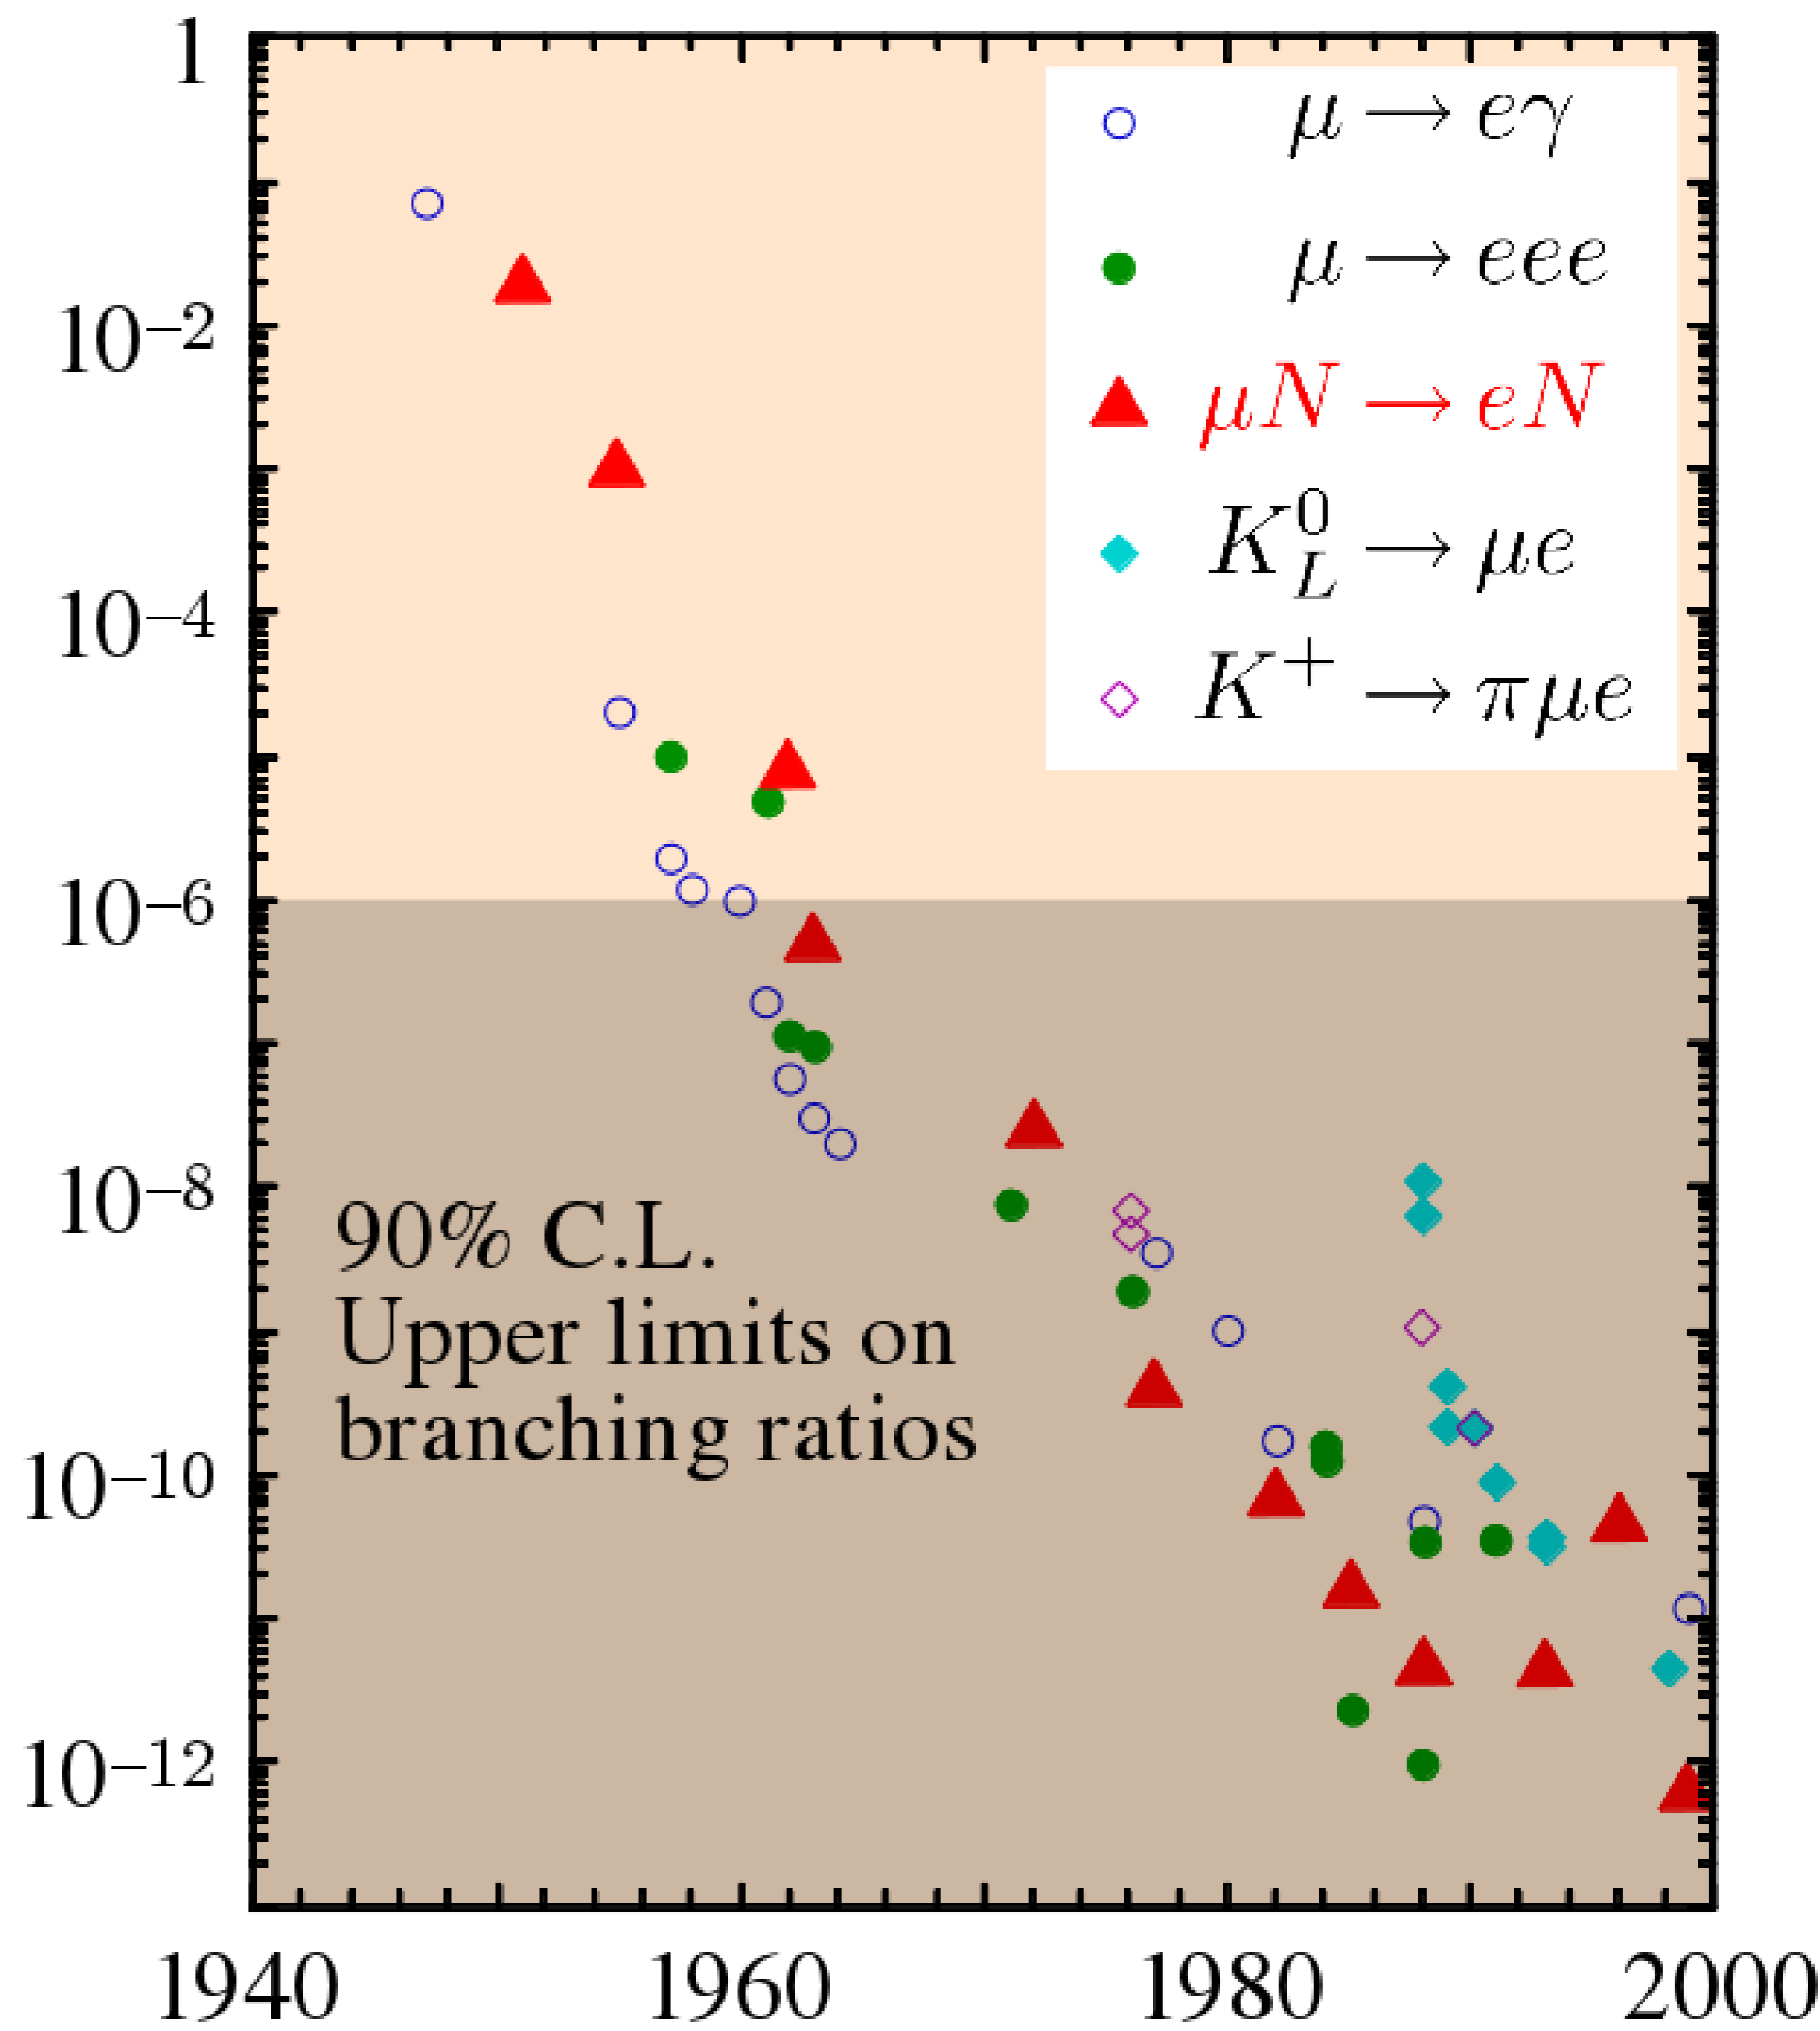 1
10⁻²
10⁻⁴
10⁻⁶
10⁻⁸
10⁻¹⁰
10⁻¹²
μ → eγ
μ → eee
μN → eN
K⁰_L → μe
K⁺ → πμe
90% C.L.
Upper limits on
branching ratios
1940 1960 1980 2000